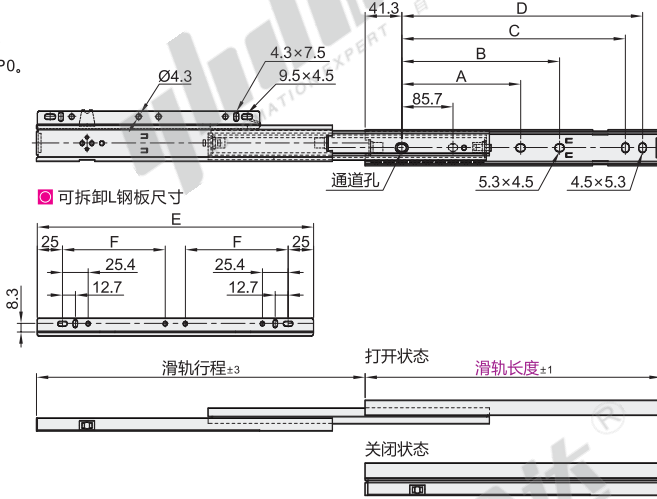 P0。
41.3
D
C
B
A
85.7
4.3×7.5
9.5×4.5
Ø4.3
通道孔
5.3×4.5
4.5×5.3
可拆卸L钢板尺寸
E
25
F
F
25
25.4
25.4
12.7
12.7
8.3
滑轨行程±3
打开状态
滑轨长度±1
关闭状态